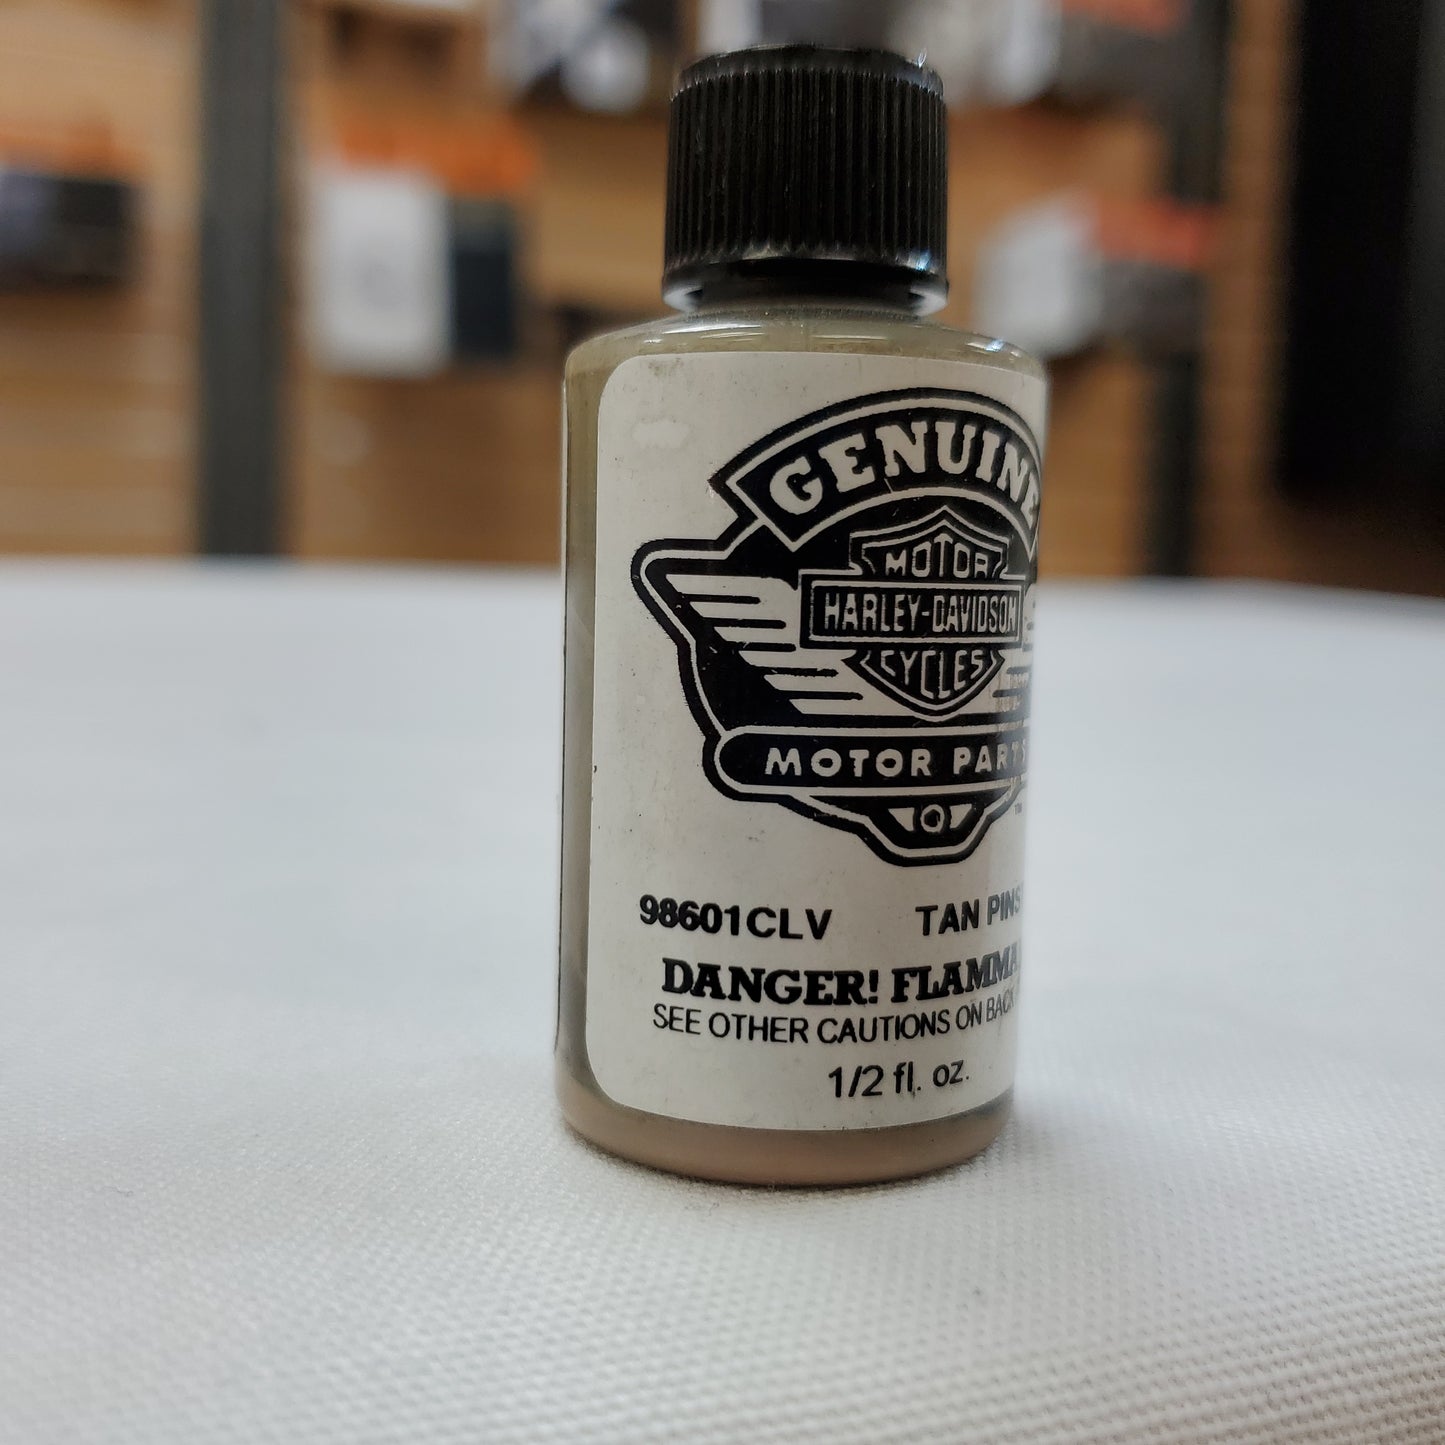 GENUINE
MOTOR
HARLEY-DAVIDSON
CYCLES
MOTOR PARTS
TM
98601CLV TAN PINS
DANGER! FLAMMA
SEE OTHER CAUTIONS ON BACK
1/2 fl. oz.